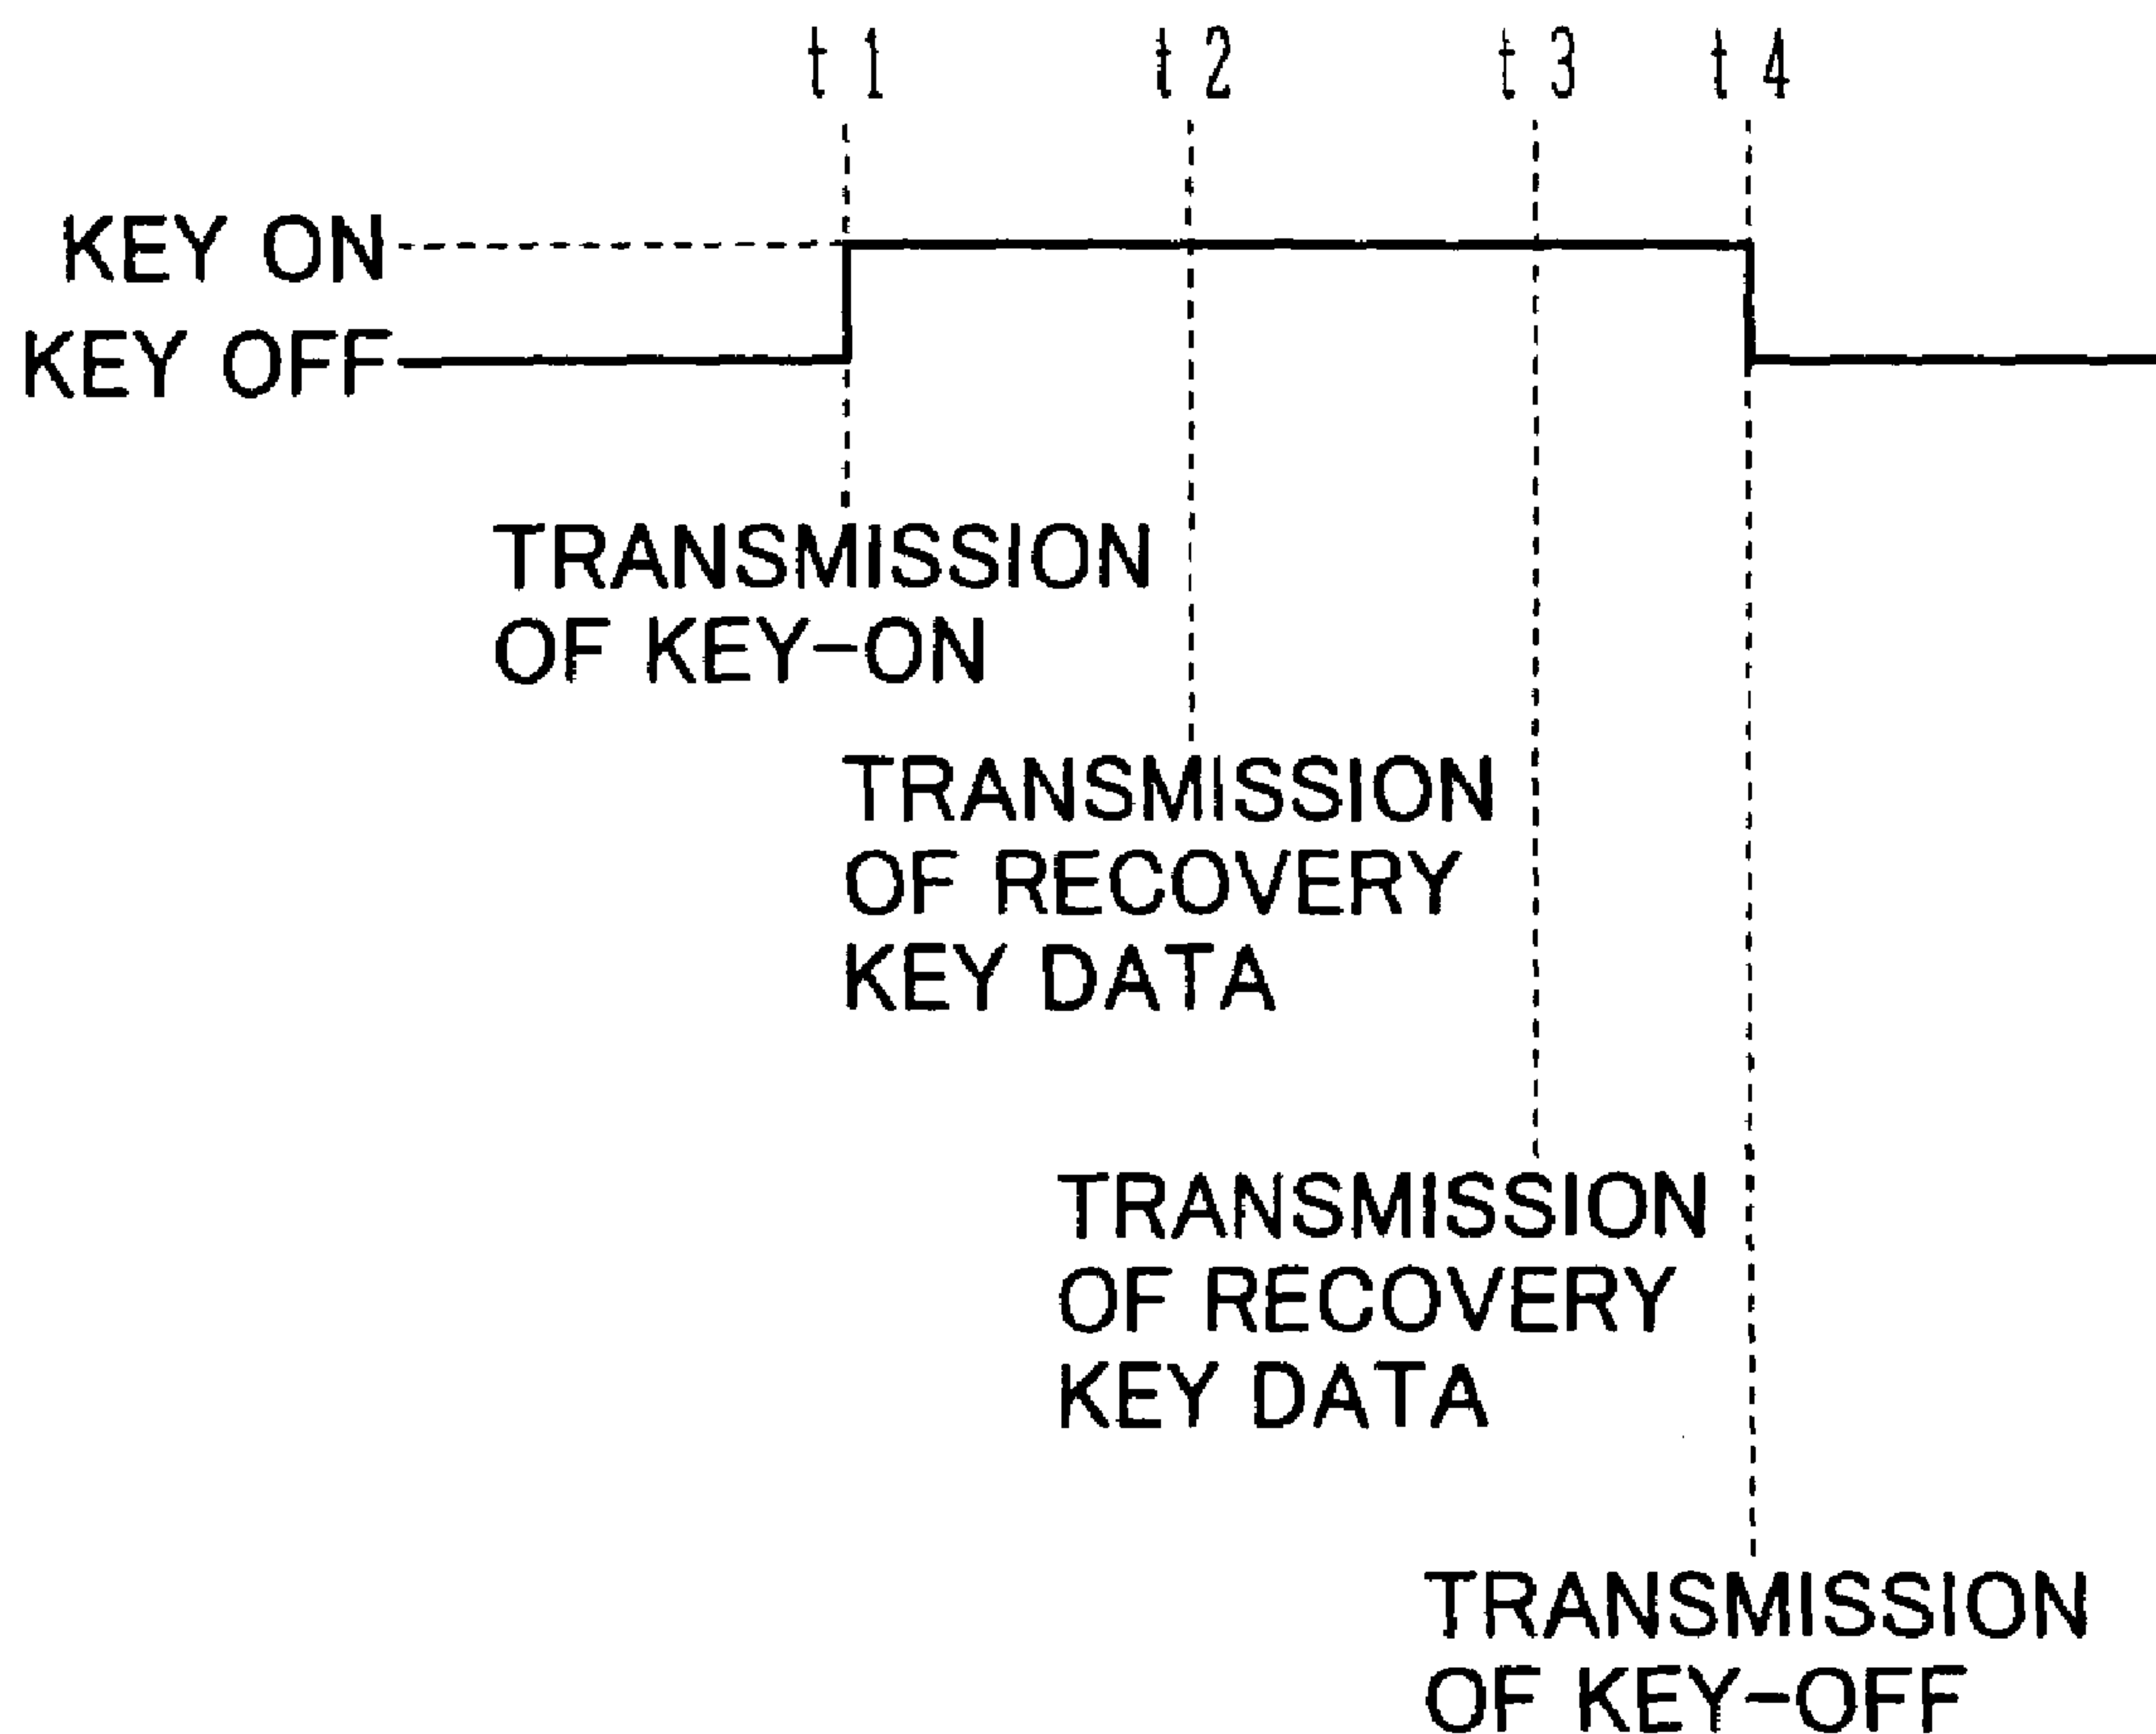 t1 t2 t3 t4
KEY ON
KEY OFF
TRANSMISSION
OF KEY-ON
TRANSMISSION
OF RECOVERY
KEY DATA
TRANSMISSION
OF RECOVERY
KEY DATA
TRANSMISSION
OF KEY-OFF